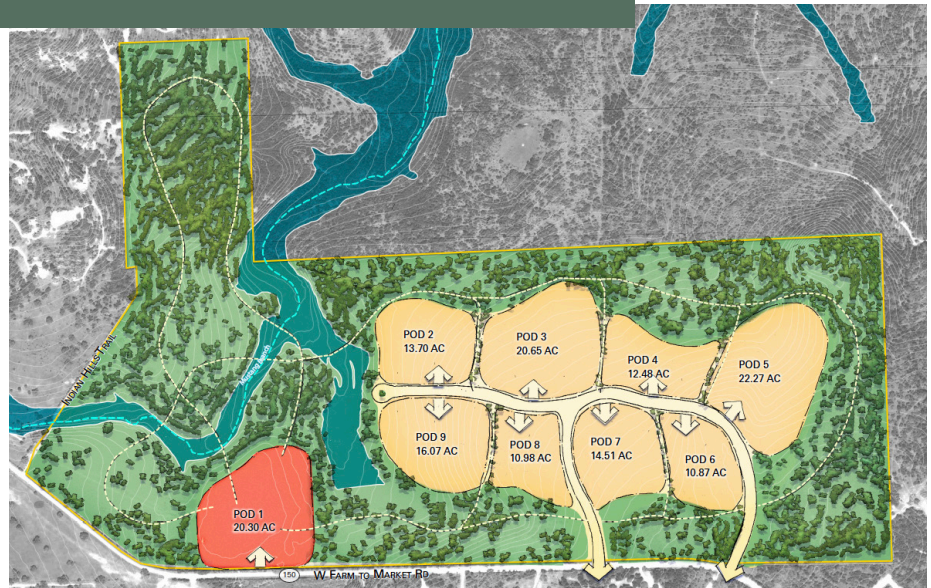 POD 2
13.70 AC
POD 3
20.65 AC
POD 4
12.48 AC
POD 5
22.27 AC
INDIAN HILLS TRAIL
POD 9
16.07 AC
POD 8
10.98 AC
POD 7
14.51 AC
POD 6
10.87 AC
POD 1
20.30 AC
150 W FARM TO MARKET RD